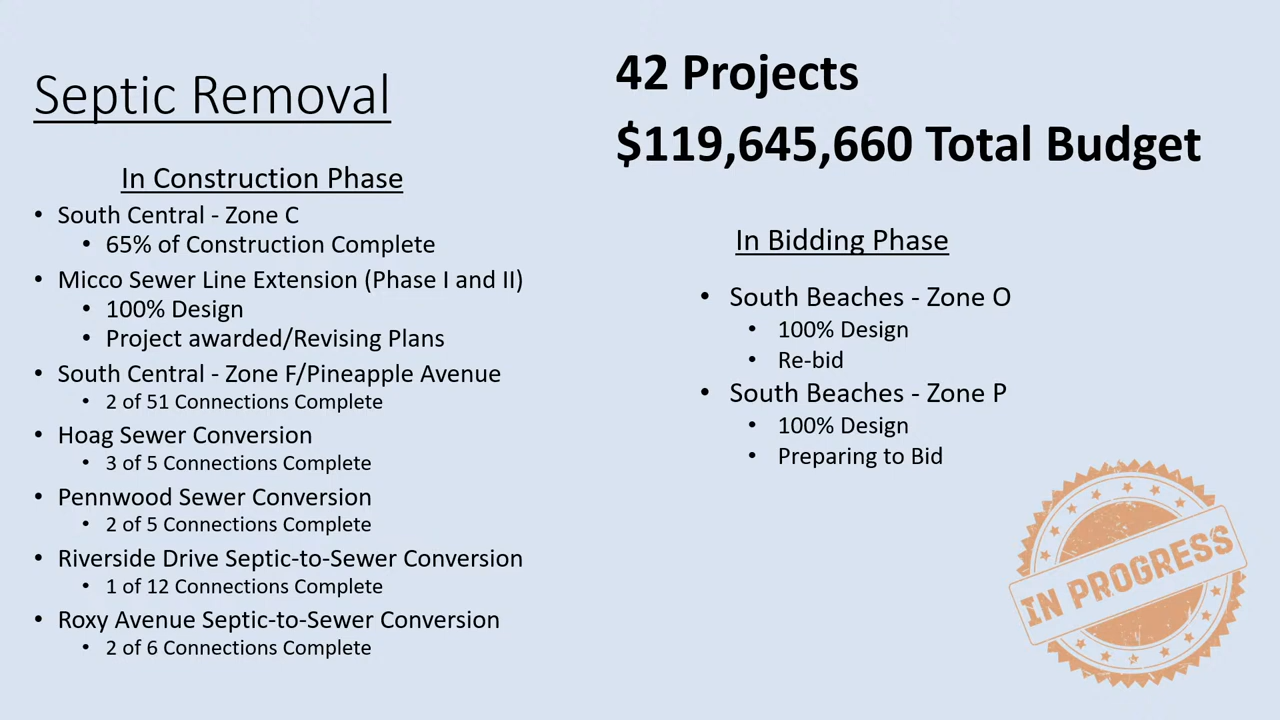 Septic Removal
In Construction Phase
• South Central - Zone C
• 65% of Construction Complete
• Micco Sewer Line Extension (Phase I and II)
• 100% Design
• Project awarded/Revising Plans
• South Central - Zone F/Pineapple Avenue
• 2 of 51 Connections Complete
• Hoag Sewer Conversion
• 3 of 5 Connections Complete
• Pennwood Sewer Conversion
• 2 of 5 Connections Complete
• Riverside Drive Septic-to-Sewer Conversion
• 1 of 12 Connections Complete
• Roxy Avenue Septic-to-Sewer Conversion
• 2 of 6 Connections Complete
42 Projects
$119,645,660 Total Budget
In Bidding Phase
• South Beaches - Zone O
• 100% Design
• Re-bid
• South Beaches - Zone P
• 100% Design
• Preparing to Bid
IN PROGRESS